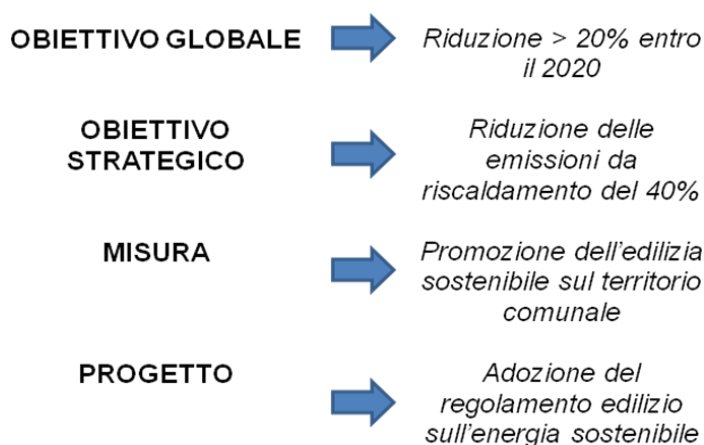 OBIETTIVO GLOBALE
Riduzione > 20% entro
il 2020
OBIETTIVO
STRATEGICO
Riduzione delle
emissioni da
riscaldamento del 40%
MISURA
Promozione dell'edilizia
sostenibile sul territorio
comunale
PROGETTO
Adozione del
regolamento edilizio
sull'energia sostenibile